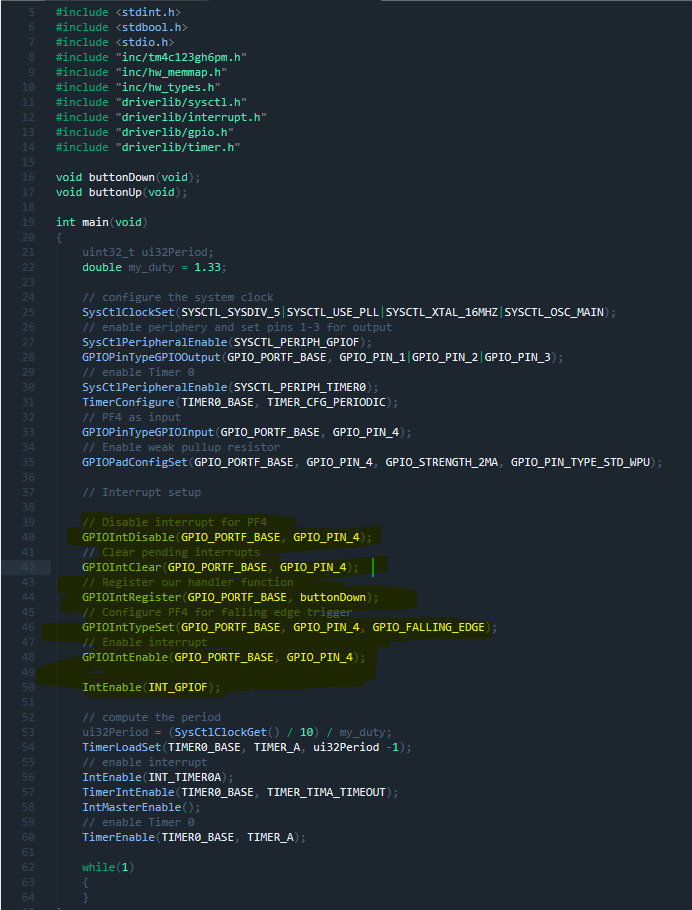 5 #include <stdint.h>
6 #include <stdbool.h>
7 #include <stdio.h>
8 #include "inc/tm4c123gh6pm.h"
9 #include "inc/hw_memmap.h"
10 #include "inc/hw_types.h"
11 #include "driverlib/sysctl.h"
12 #include "driverlib/interrupt.h"
13 #include "driverlib/gpio.h"
14 #include "driverlib/timer.h"
15
16 void buttonDown(void);
17 void buttonUp(void);
18
19 int main(void)
20 {
21 uint32_t ui32Period;
22 double my_duty = 1.33;
23
24 // configure the system clock
25 SysCtlClockSet(SYSCTL_SYSDIV_5|SYSCTL_USE_PLL|SYSCTL_XTAL_16MHZ|SYSCTL_OSC_MAIN);
26 // enable periphery and set pins 1-3 for output
27 SysCtlPeripheralEnable(SYSCTL_PERIPH_GPIOF);
28 GPIOPinTypeGPIOOutput(GPIO_PORTF_BASE, GPIO_PIN_1|GPIO_PIN_2|GPIO_PIN_3);
29 // enable Timer 0
30 SysCtlPeripheralEnable(SYSCTL_PERIPH_TIMER0);
31 TimerConfigure(TIMER0_BASE, TIMER_CFG_PERIODIC);
32 // PF4 as input
33 GPIOPinTypeGPIOInput(GPIO_PORTF_BASE, GPIO_PIN_4);
34 // Enable weak pullup resistor
35 GPIOPadConfigSet(GPIO_PORTF_BASE, GPIO_PIN_4, GPIO_STRENGTH_2MA, GPIO_PIN_TYPE_STD_WPU);
36
37 // Interrupt setup
38
39 // Disable interrupt for PF4
40 GPIOIntDisable(GPIO_PORTF_BASE, GPIO_PIN_4);
41 // Clear pending interrupts
42 GPIOIntClear(GPIO_PORTF_BASE, GPIO_PIN_4);
43 // Register our handler function
44 GPIOIntRegister(GPIO_PORTF_BASE, buttonDown);
45 // Configure PF4 for falling edge trigger
46 GPIOIntTypeSet(GPIO_PORTF_BASE, GPIO_PIN_4, GPIO_FALLING_EDGE);
47 // Enable interrupt
48 GPIOIntEnable(GPIO_PORTF_BASE, GPIO_PIN_4);
49
50 IntEnable(INT_GPIOF);
51
52 // compute the period
53 ui32Period = (SysCtlClockGet() / 10) / my_duty;
54 TimerLoadSet(TIMER0_BASE, TIMER_A, ui32Period -1);
55 // enable interrupt
56 IntEnable(INT_TIMER0A);
57 TimerIntEnable(TIMER0_BASE, TIMER_TIMA_TIMEOUT);
58 IntMasterEnable();
59 // enable Timer 0
60 TimerEnable(TIMER0_BASE, TIMER_A);
61
62 while(1)
63 {
64 }